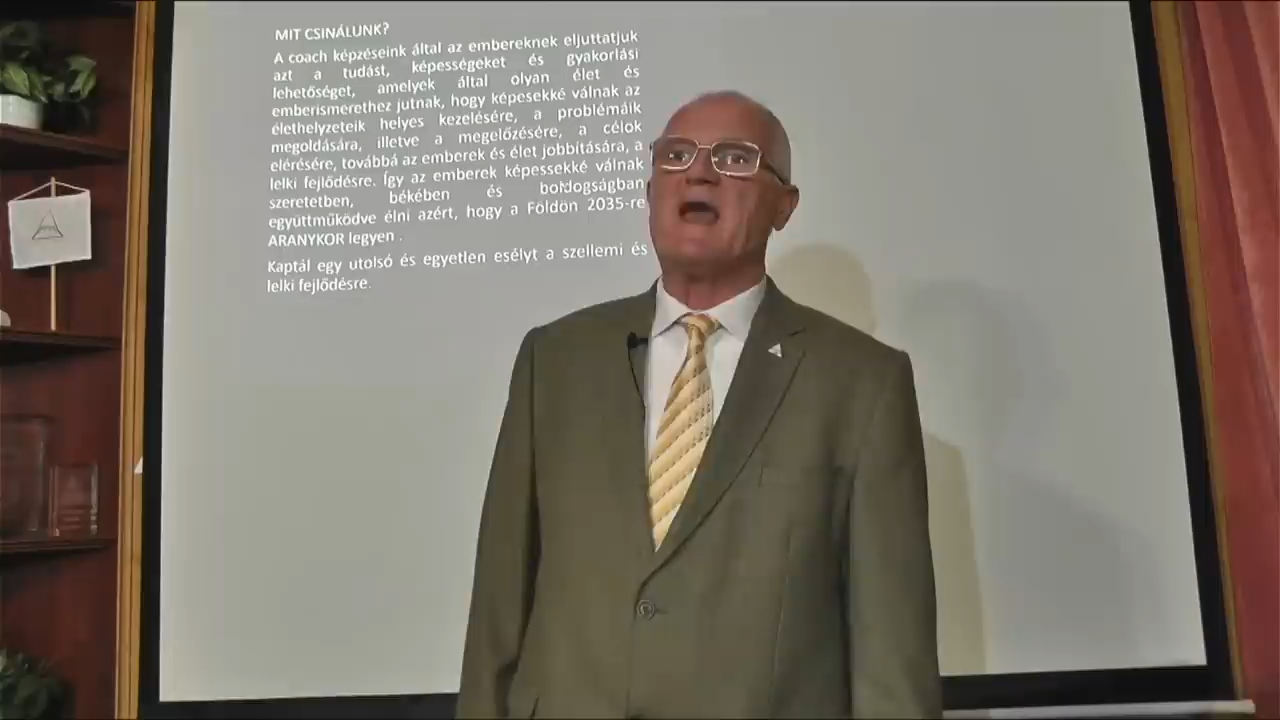 MIT CSINÁLUNK?
A coach képzéseink által az embereknek eljuttatjuk
azt a tudást, képességeket és gyakorlási
lehetőséget, amelyek által olyan élet és
emberismerethez jutnak, hogy képesekké válnak az
élethelyzeteik helyes kezelésére, a problémáik
megoldására, illetve a megelőzésére, a célok
elérésére, továbbá az emberek és élet jobbítására, a
lelki fejlődésre. Így az emberek képessekké válnak
szeretetben, békében és boldogságban
együttműködve élni azért, hogy a Földön 2035-re
ARANYKOR legyen .
Kaptál egy utolsó és egyetlen esélyt a szellemi és
lelki fejlődésre.